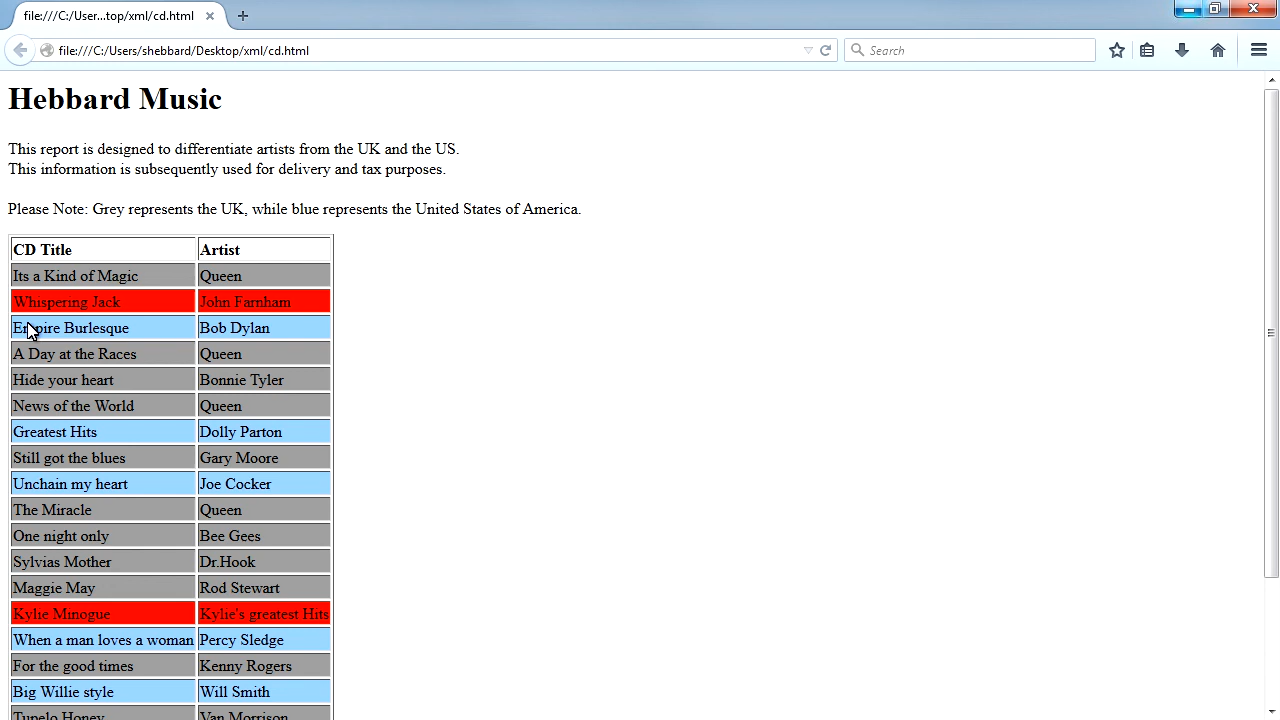 file:///C:/User...top/xml/cd.html
file:///C:/Users/shebbard/Desktop/xml/cd.html
Search
Hebbard Music
This report is designed to differentiate artists from the UK and the US.
This information is subsequently used for delivery and tax purposes.
Please Note: Grey represents the UK, while blue represents the United States of America.
CD Title Artist
Its a Kind of Magic Queen
Whispering Jack John Farnham
Empire Burlesque Bob Dylan
A Day at the Races Queen
Hide your heart Bonnie Tyler
News of the World Queen
Greatest Hits Dolly Parton
Still got the blues Gary Moore
Unchain my heart Joe Cocker
The Miracle Queen
One night only Bee Gees
Sylvias Mother Dr.Hook
Maggie May Rod Stewart
Kylie Minogue Kylie's greatest Hits
When a man loves a woman Percy Sledge
For the good times Kenny Rogers
Big Willie style Will Smith
Tupelo Honey Van Morrison